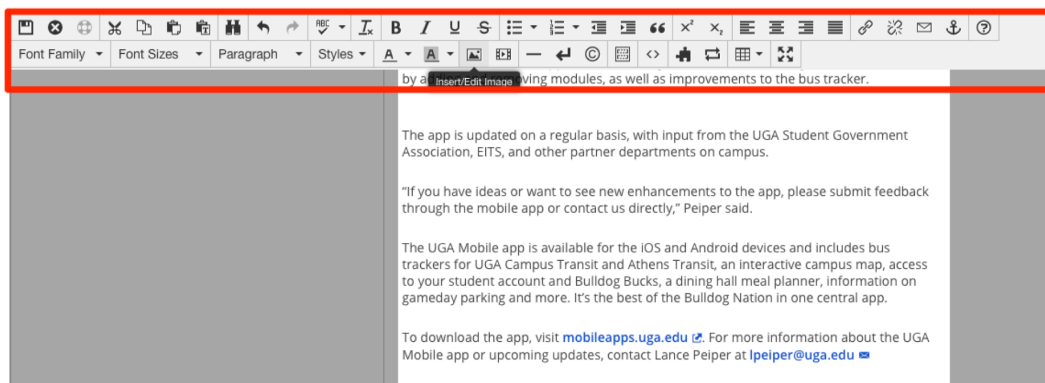 ABC
Font Family Font Sizes Paragraph Styles A A
by a ving modules, as well as improvements to the bus tracker.
Insert/Edit Image
The app is updated on a regular basis, with input from the UGA Student Government
Association, EITS, and other partner departments on campus.
“If you have ideas or want to see new enhancements to the app, please submit feedback
through the mobile app or contact us directly,” Peiper said.
The UGA Mobile app is available for the iOS and Android devices and includes bus
trackers for UGA Campus Transit and Athens Transit, an interactive campus map, access
to your student account and Bulldog Bucks, a dining hall meal planner, information on
gameday parking and more. It’s the best of the Bulldog Nation in one central app.
To download the app, visit mobileapps.uga.edu. For more information about the UGA
Mobile app or upcoming updates, contact Lance Peiper at lpeiper@uga.edu